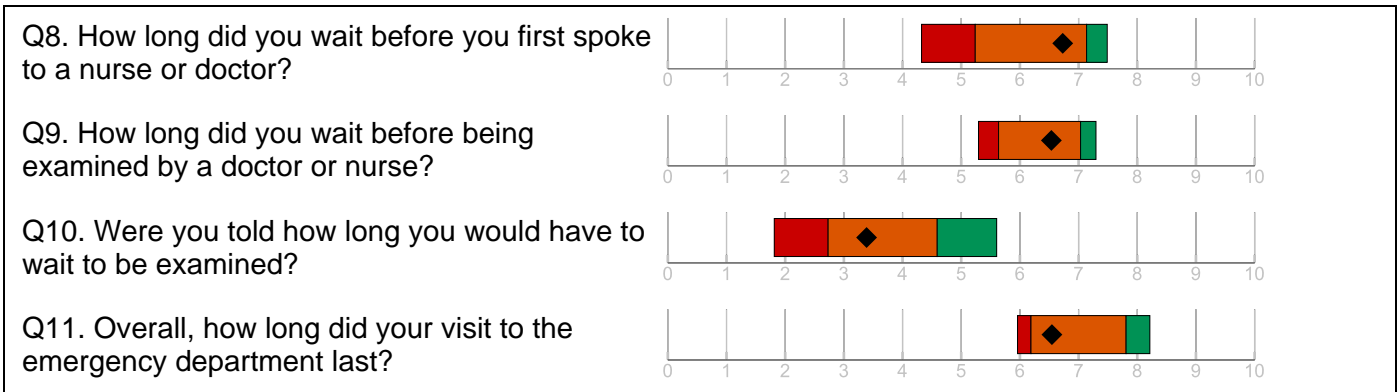 Q8. How long did you wait before you first spoke
to a nurse or doctor?
0 1 2 3 4 5 6 7 8 9 10
Q9. How long did you wait before being
examined by a doctor or nurse?
0 1 2 3 4 5 6 7 8 9 10
Q10. Were you told how long you would have to
wait to be examined?
0 1 2 3 4 5 6 7 8 9 10
Q11. Overall, how long did your visit to the
emergency department last?
0 1 2 3 4 5 6 7 8 9 10